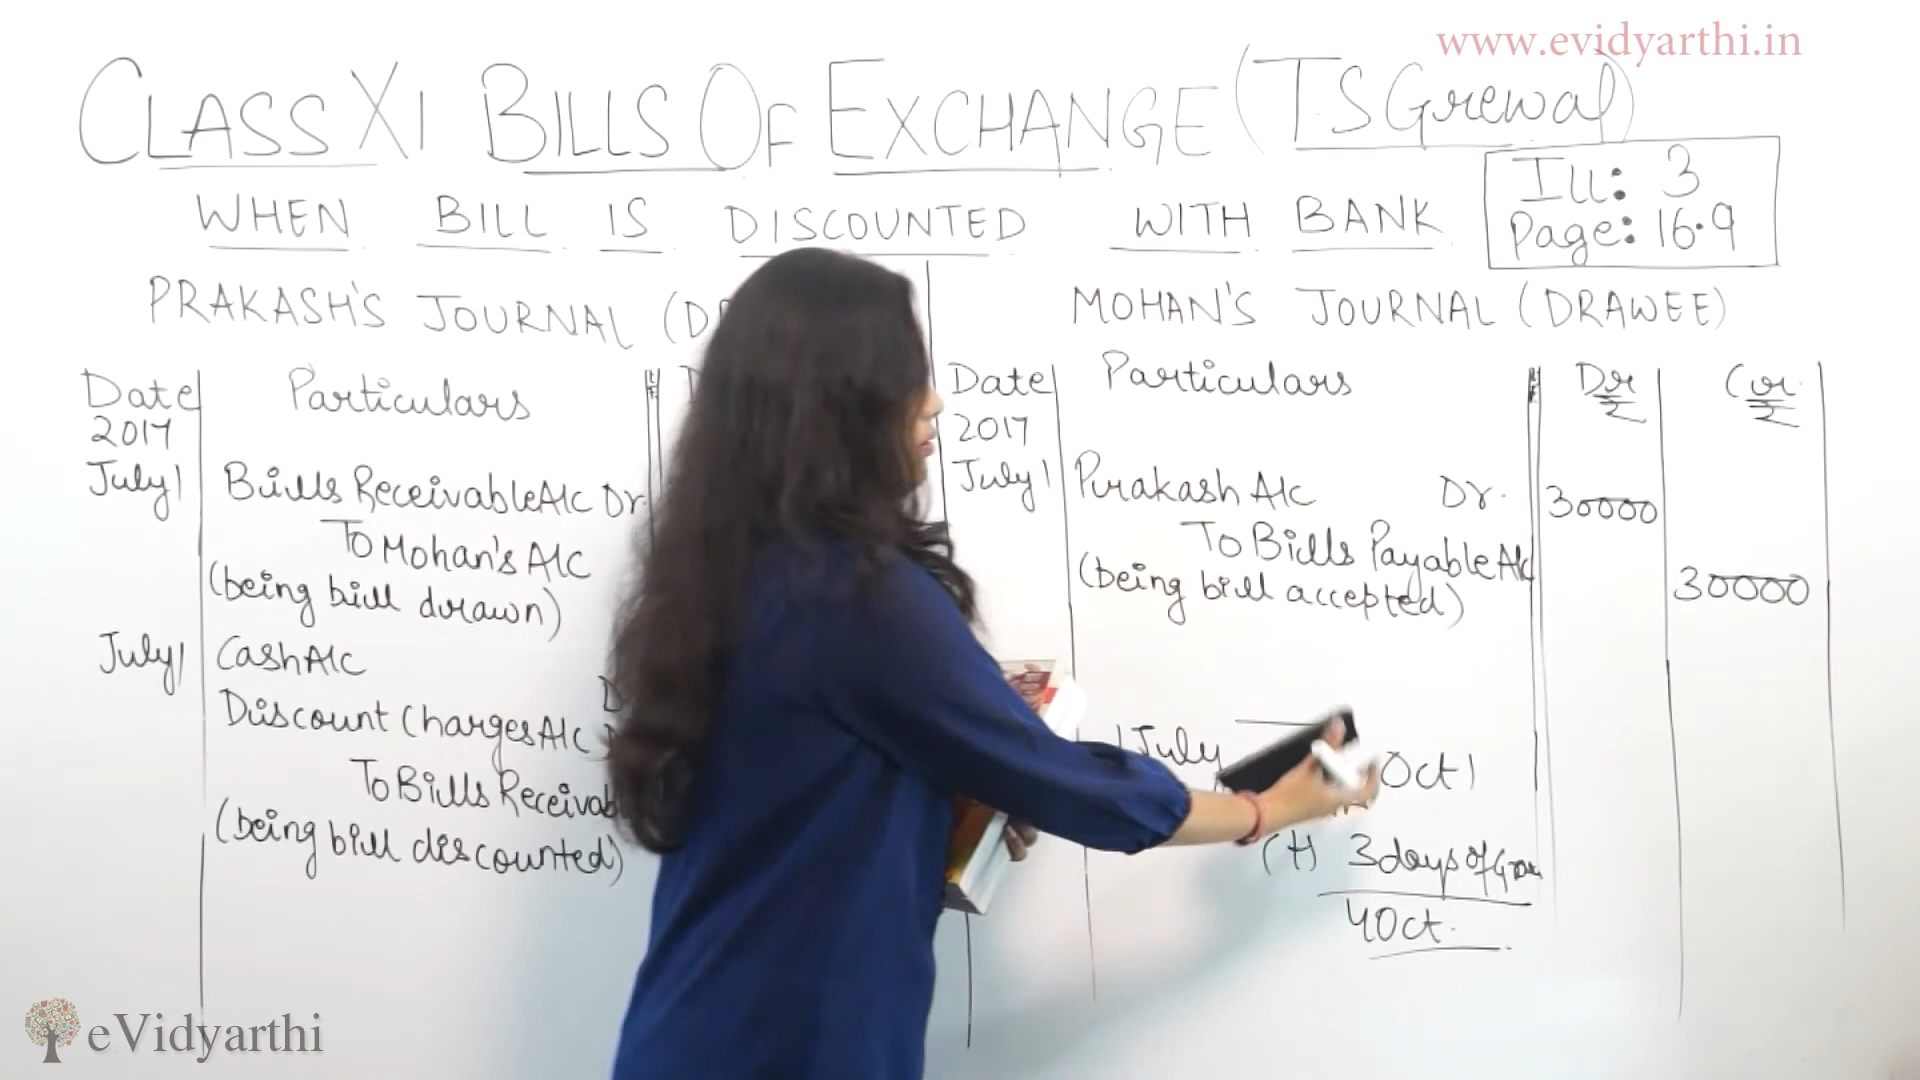 www.evidyarthi.in
CLASS XI BILLS OF EXCHANGE (TS Grewal)
Ill: 3
Page: 16.9
WHEN BILL IS DISCOUNTED WITH BANK
PRAKASH'S JOURNAL (D
Date Particulars
2017
July 1 Bills Receivable A/c Dr.
To Mohan's A/c
(being bill drawn)
July 1 Cash A/c
Discount Charges A/c
To Bills
(being bill discounted)
MOHAN'S JOURNAL (DRAWEE)
Date Particulars Dr ₹ Cr ₹
2017
July 1 Prakash A/c Dr. 30000
To Bills Payable A/c 30000
(being bill accepted)
1 July Oct 1
(+) 3 days of
4 Oct.
eVidyarthi